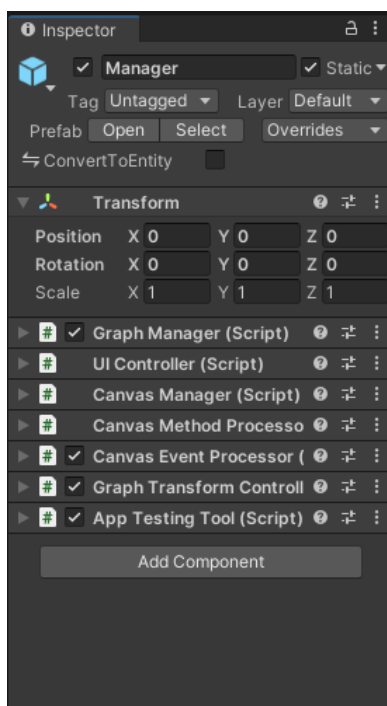 Inspector
Manager Static
Tag Untagged Layer Default
Prefab Open Select Overrides
ConvertToEntity
Transform
Position X 0 Y 0 Z 0
Rotation X 0 Y 0 Z 0
Scale X 1 Y 1 Z 1
# Graph Manager (Script)
# UI Controller (Script)
# Canvas Manager (Script)
# Canvas Method Processo
# Canvas Event Processor (
# Graph Transform Controll
# App Testing Tool (Script)
Add Component